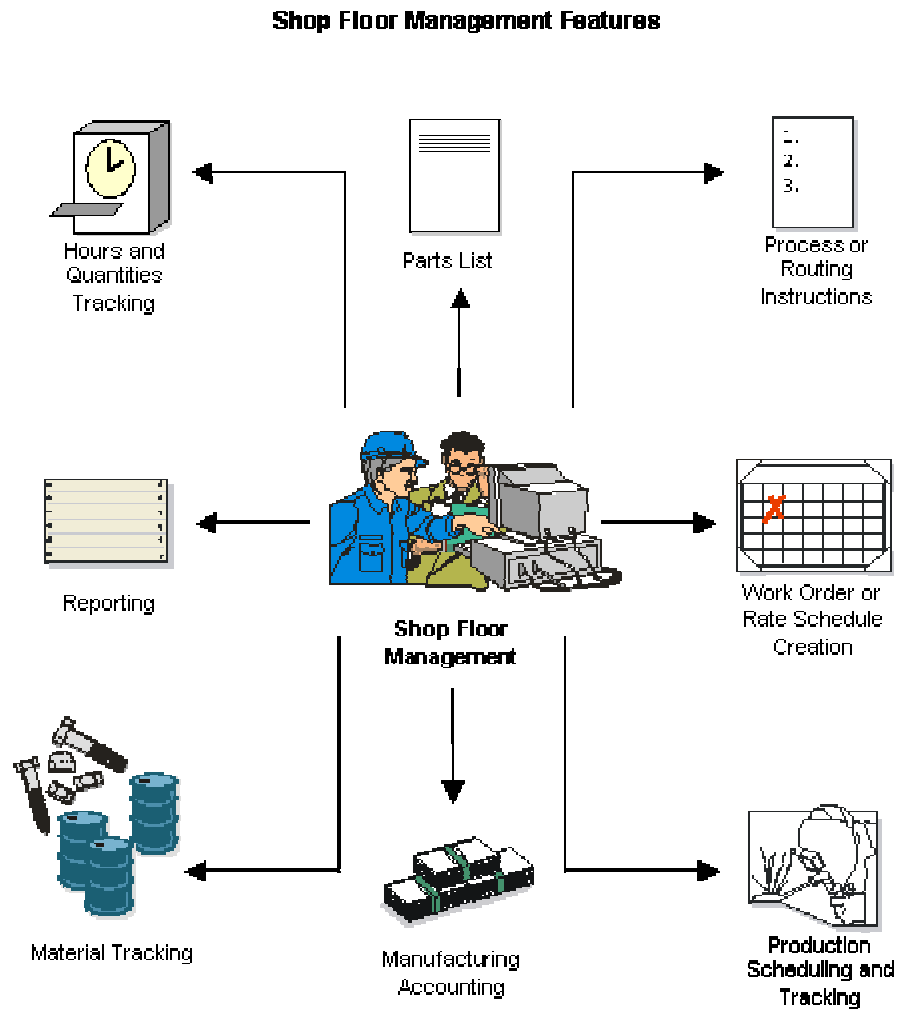 Shop Floor Management Features
1.
2.
3.
Hours and
Quantities
Tracking
Parts List
Process or
Routing
Instructions
Reporting
Shop Floor
Management
Work Order or
Rate Schedule
Creation
Material Tracking
Manufacturing
Accounting
Production
Scheduling and
Tracking